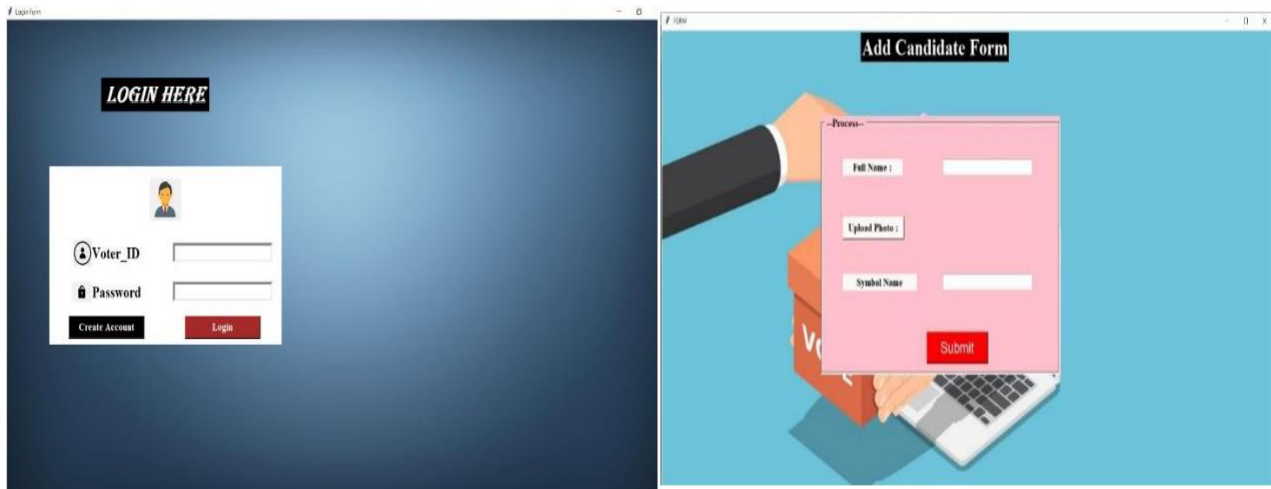 Login Form
LOGIN HERE
Voter_ID
Password
Create Account
Login
FORM
Add Candidate Form
--Process--
Full Name :
Upload Photo :
Symbol Name
Submit